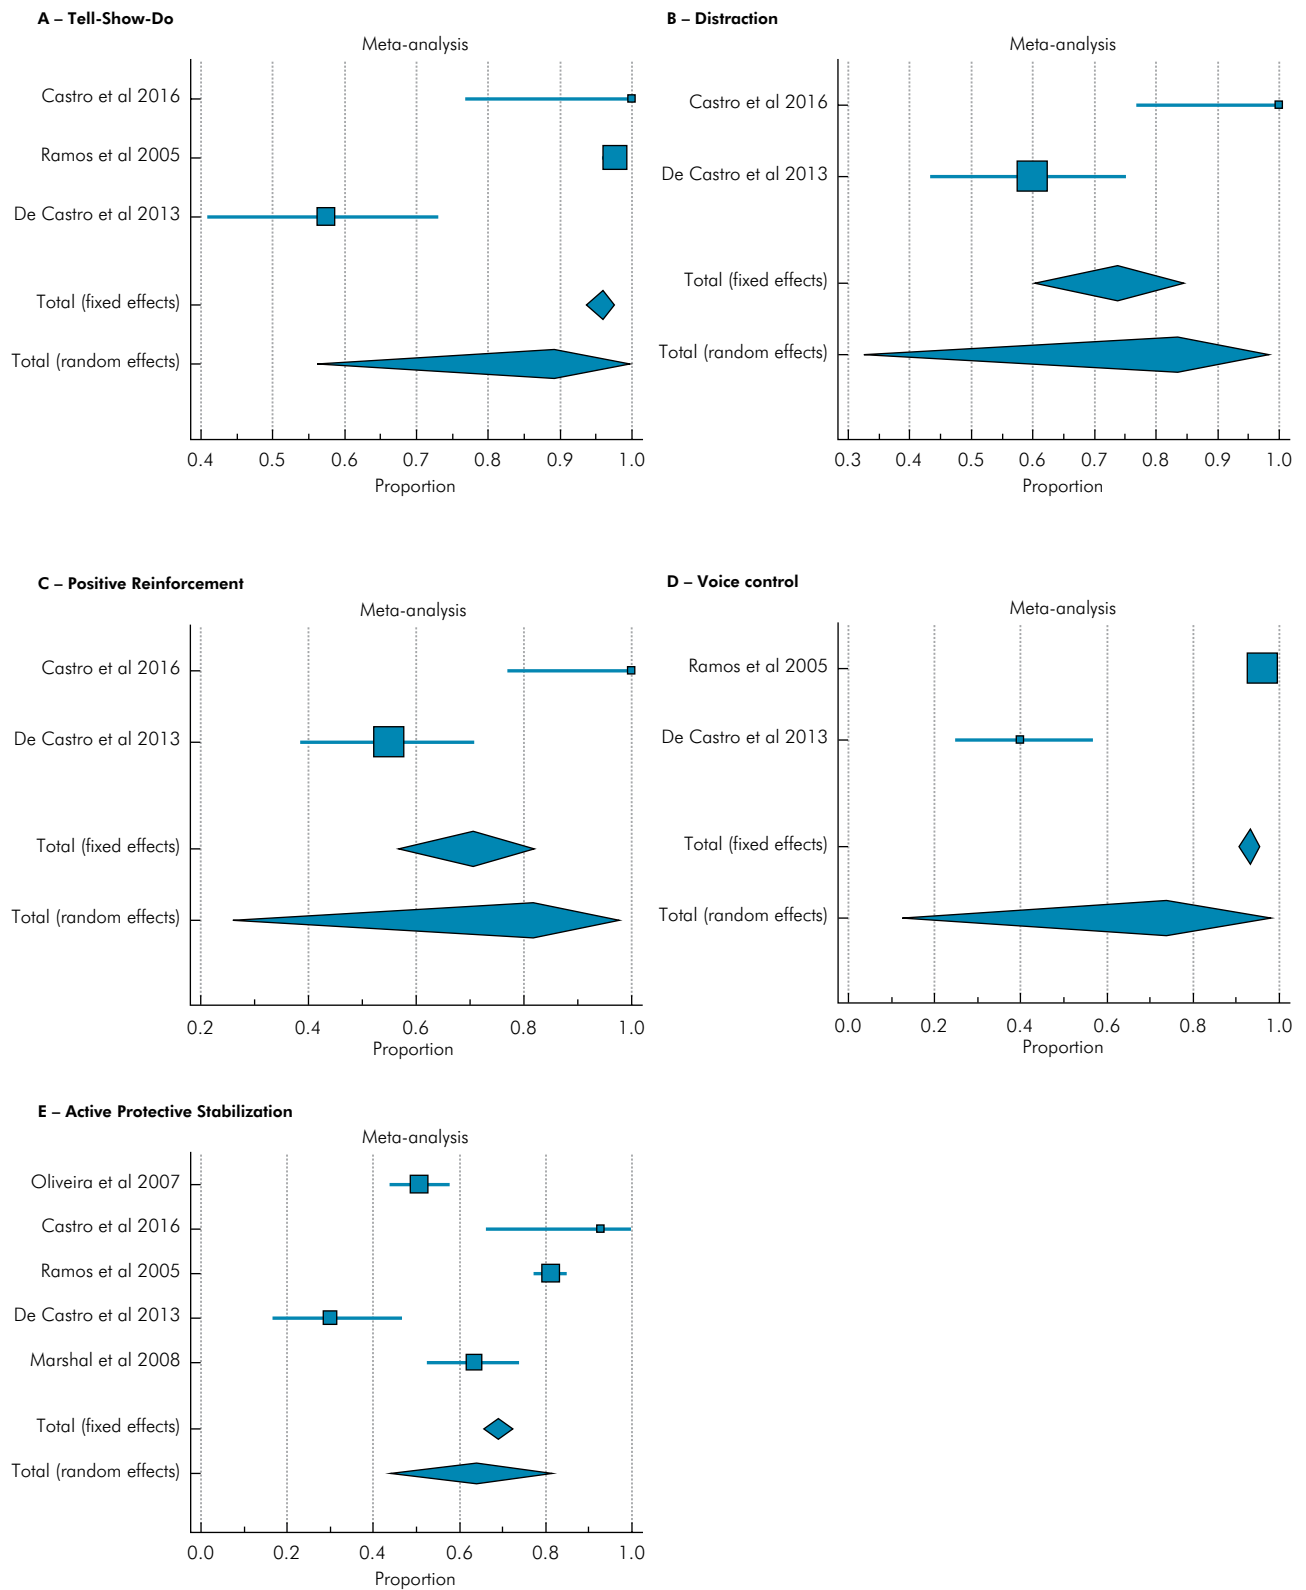 A – Tell-Show-Do
Meta-analysis
Castro et al 2016
Ramos et al 2005
De Castro et al 2013
Total (fixed effects)
Total (random effects)
0.4 0.5 0.6 0.7 0.8 0.9 1.0
Proportion
B – Distraction
Meta-analysis
Castro et al 2016
De Castro et al 2013
Total (fixed effects)
Total (random effects)
0.3 0.4 0.5 0.6 0.7 0.8 0.9 1.0
Proportion
C – Positive Reinforcement
Meta-analysis
Castro et al 2016
De Castro et al 2013
Total (fixed effects)
Total (random effects)
0.2 0.4 0.6 0.8 1.0
Proportion
D – Voice control
Meta-analysis
Ramos et al 2005
De Castro et al 2013
Total (fixed effects)
Total (random effects)
0.0 0.2 0.4 0.6 0.8 1.0
Proportion
E – Active Protective Stabilization
Meta-analysis
Oliveira et al 2007
Castro et al 2016
Ramos et al 2005
De Castro et al 2013
Marshal et al 2008
Total (fixed effects)
Total (random effects)
0.0 0.2 0.4 0.6 0.8 1.0
Proportion